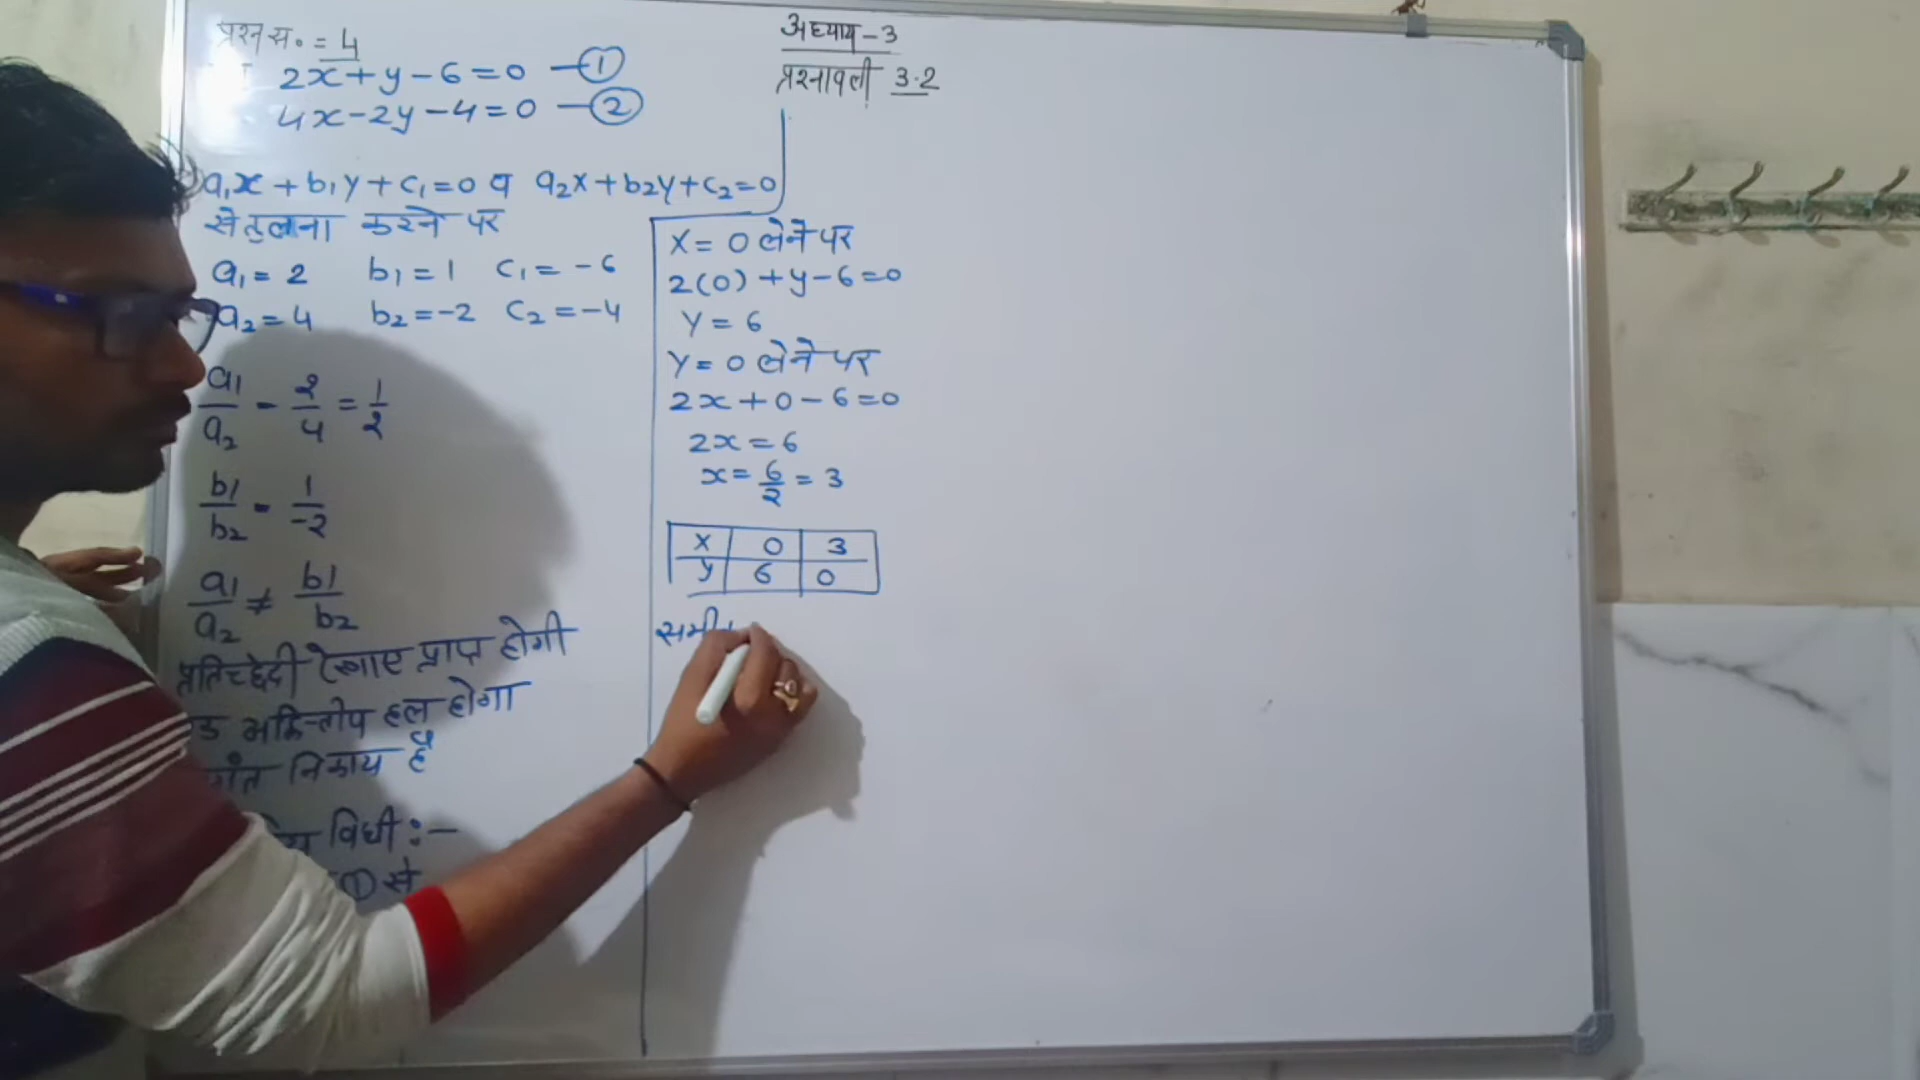 प्रश्न स० = 4
2x + y - 6 = 0 — ①
4x - 2y - 4 = 0 — ②
अध्याय - 3
प्रश्नावली 3.2
a₁x + b₁y + c₁ = 0 व a₂x + b₂y + c₂ = 0
से तुलना करने पर
a₁ = 2 b₁ = 1 c₁ = -6
a₂ = 4 b₂ = -2 c₂ = -4
a₁/a₂ = 2/4 = 1/2
b₁/b₂ = 1/-2
a₁/a₂ ≠ b₁/b₂
प्रतिच्छेदी रेखाए प्राप्त होगी
हल होगा
निकाय है
विधी :-
① से
x = 0 लेने पर
2(0) + y - 6 = 0
y = 6
y = 0 लेने पर
2x + 0 - 6 = 0
2x = 6
x = 6/2 = 3
x 0 3
y 6 0